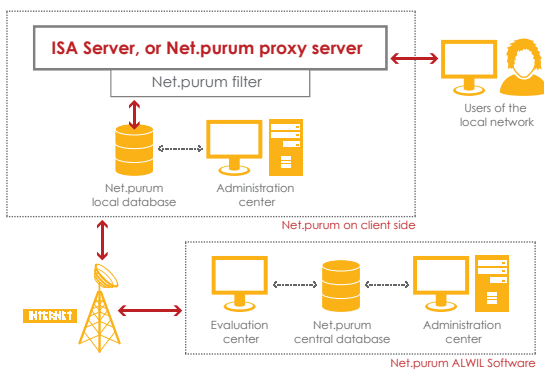 ISA Server, or Net.purum proxy server
Net.purum filter
Users of the
local network
Net.purum
local database
Administration
center
Net.purum on client side
INTERNET
Evaluation
center
Net.purum
central database
Administration
center
Net.purum ALWIL Software